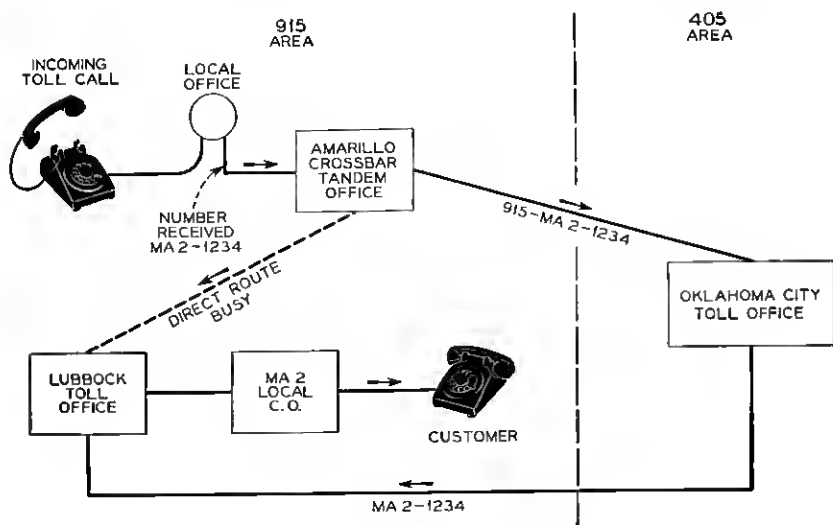 915
AREA
405
AREA
INCOMING
TOLL CALL
LOCAL
OFFICE
AMARILLO
CROSSBAR
TANDEM
OFFICE
NUMBER
RECEIVED
MA 2-1234
915-MA 2-1234
DIRECT ROUTE
BUSY
OKLAHOMA CITY
TOLL OFFICE
LUBBOCK
TOLL
OFFICE
MA 2
LOCAL
C.O.
CUSTOMER
MA 2-1234